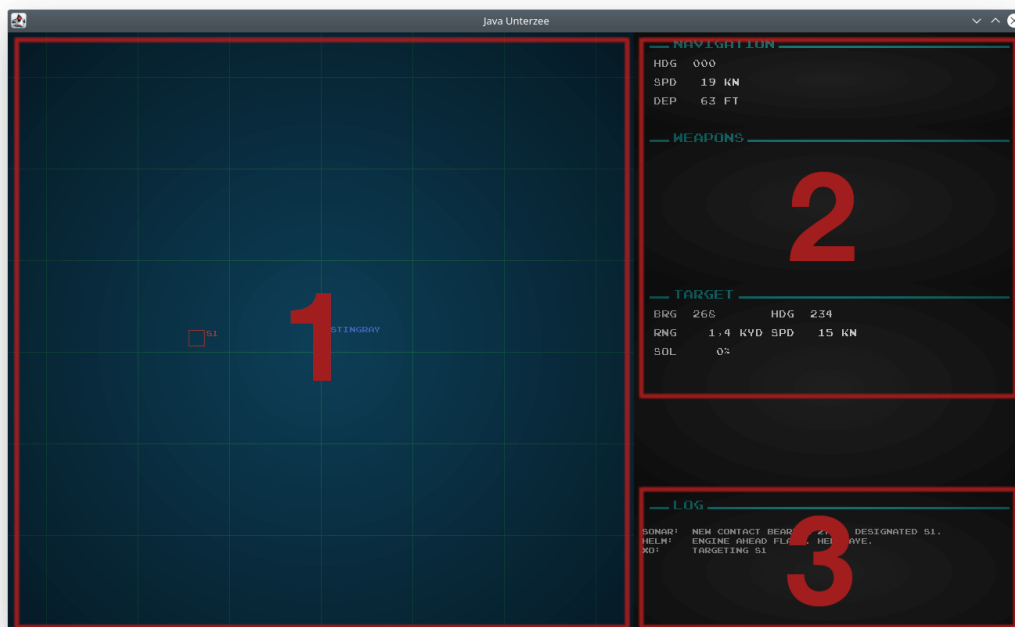 Java Unterzee
1
S1
STINGRAY
NAVIGATION
HDG 000
SPD 19 KN
DEP 63 FT
WEAPONS
2
TARGET
BRG 268 HDG 234
RNG 1,4 KYD SPD 15 KN
SOL 0%
LOG
SONAR: NEW CONTACT DESIGNATED S1.
HELM: ENGINE AHEAD AYE.
XO: TARGETING S1
3